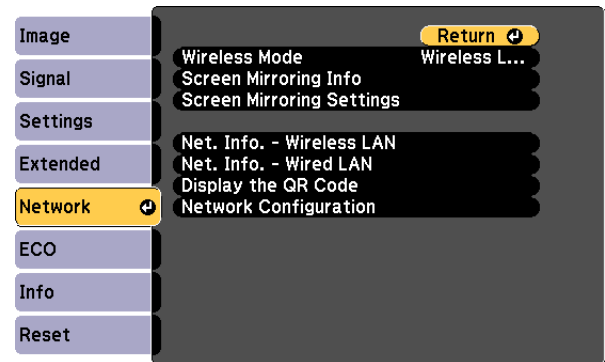 Image
Signal
Settings
Extended
Network
ECO
Info
Reset
Return
Wireless Mode Wireless L...
Screen Mirroring Info
Screen Mirroring Settings
Net. Info. - Wireless LAN
Net. Info. - Wired LAN
Display the QR Code
Network Configuration